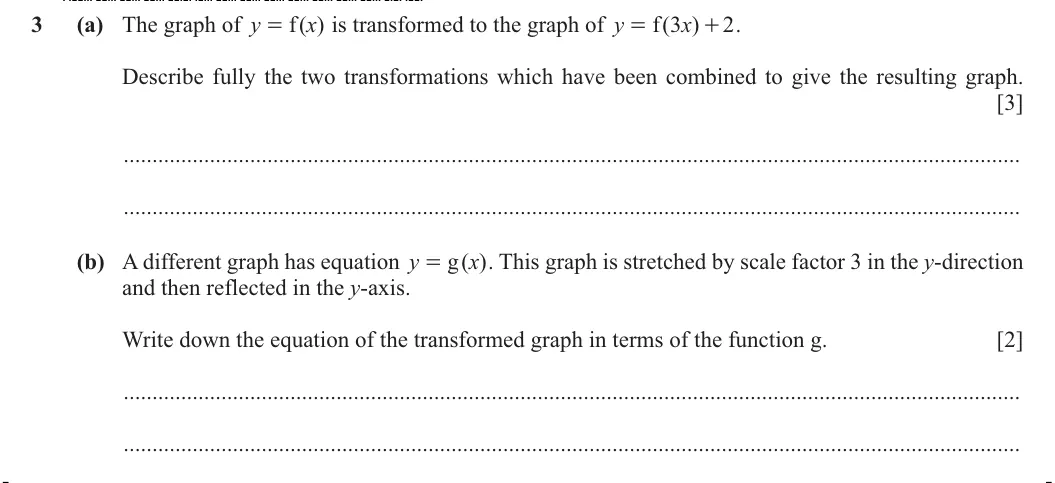 3 (a) The graph of y = f(x) is transformed to the graph of y = f(3x) + 2.
Describe fully the two transformations which have been combined to give the resulting graph.
[3]
................................................................................................................................................................
................................................................................................................................................................
(b) A different graph has equation y = g(x). This graph is stretched by scale factor 3 in the y-direction
and then reflected in the y-axis.
Write down the equation of the transformed graph in terms of the function g. [2]
................................................................................................................................................................
................................................................................................................................................................